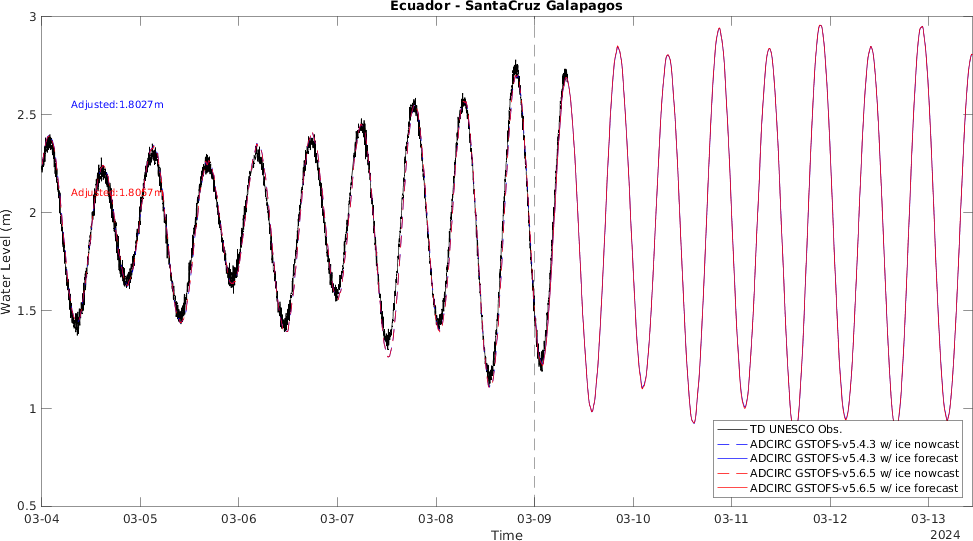 Ecuador - SantaCruz Galapagos
3
2.5
2
1.5
1
0.5
Water Level (m)
Adjusted:1.8027m
Adjusted:1.8057m
TD UNESCO Obs.
ADCIRC GSTOFS-v5.4.3 w/ ice nowcast
ADCIRC GSTOFS-v5.4.3 w/ ice forecast
ADCIRC GSTOFS-v5.6.5 w/ ice nowcast
ADCIRC GSTOFS-v5.6.5 w/ ice forecast
03-04 03-05 03-06 03-07 03-08 03-09 03-10 03-11 03-12 03-13
Time
2024